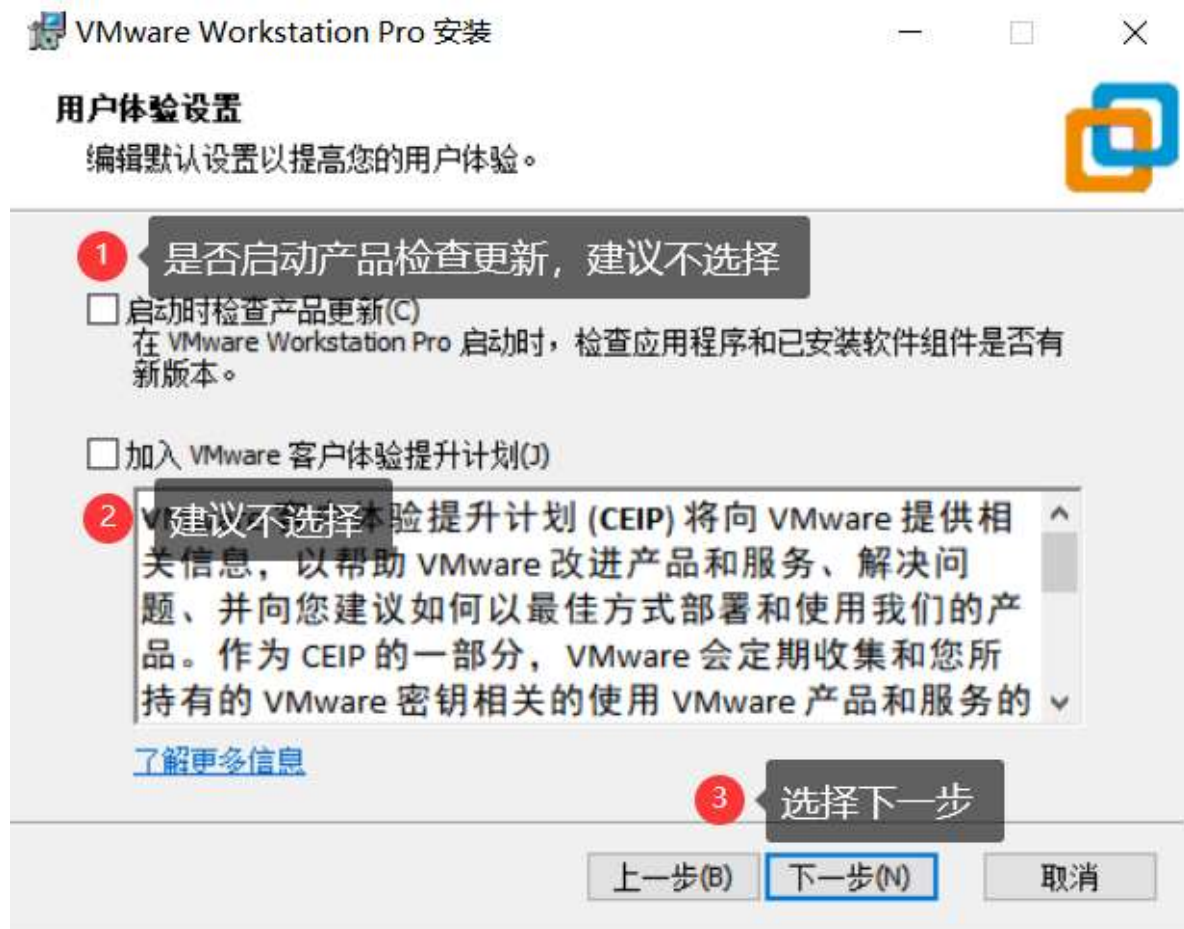 VMware Workstation Pro 安装
用户体验设置
编辑默认设置以提高您的用户体验。
1 是否启动产品检查更新，建议不选择
启动时检查产品更新(C)
在 VMware Workstation Pro 启动时，检查应用程序和已安装软件组件是否有
新版本。
加入 VMware 客户体验提升计划(J)
2 建议不选择
验提升计划 (CEIP) 将向 VMware 提供相
关信息，以帮助 VMware 改进产品和服务、解决问
题、并向您建议如何以最佳方式部署和使用我们的产
品。作为 CEIP 的一部分，VMware 会定期收集和您所
持有的 VMware 密钥相关的使用 VMware 产品和服务的
了解更多信息
3 选择下一步
上一步(B) 下一步(N) 取消